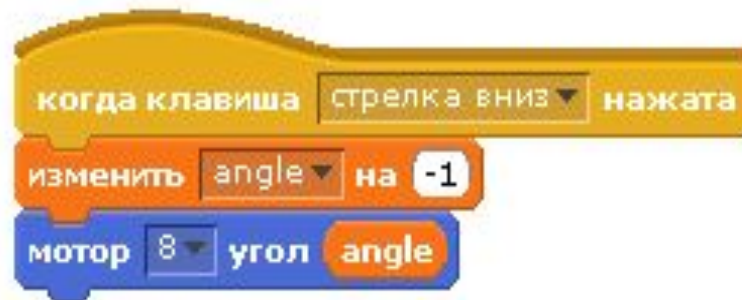 когда клавиша стрелка вниз нажата
изменить angle на -1
мотор 8 угол angle